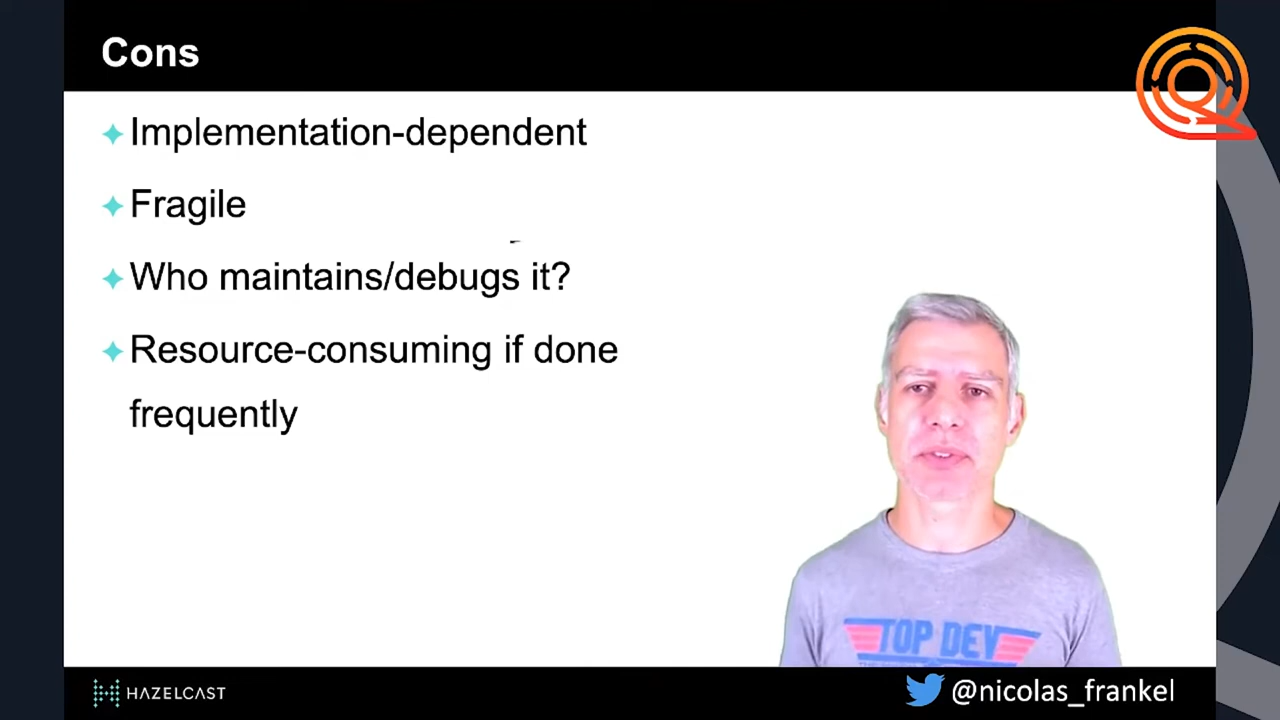 Cons
Implementation-dependent
Fragile
Who maintains/debugs it?
Resource-consuming if done
frequently
TOP DEV
HAZELCAST
@nicolas_frankel